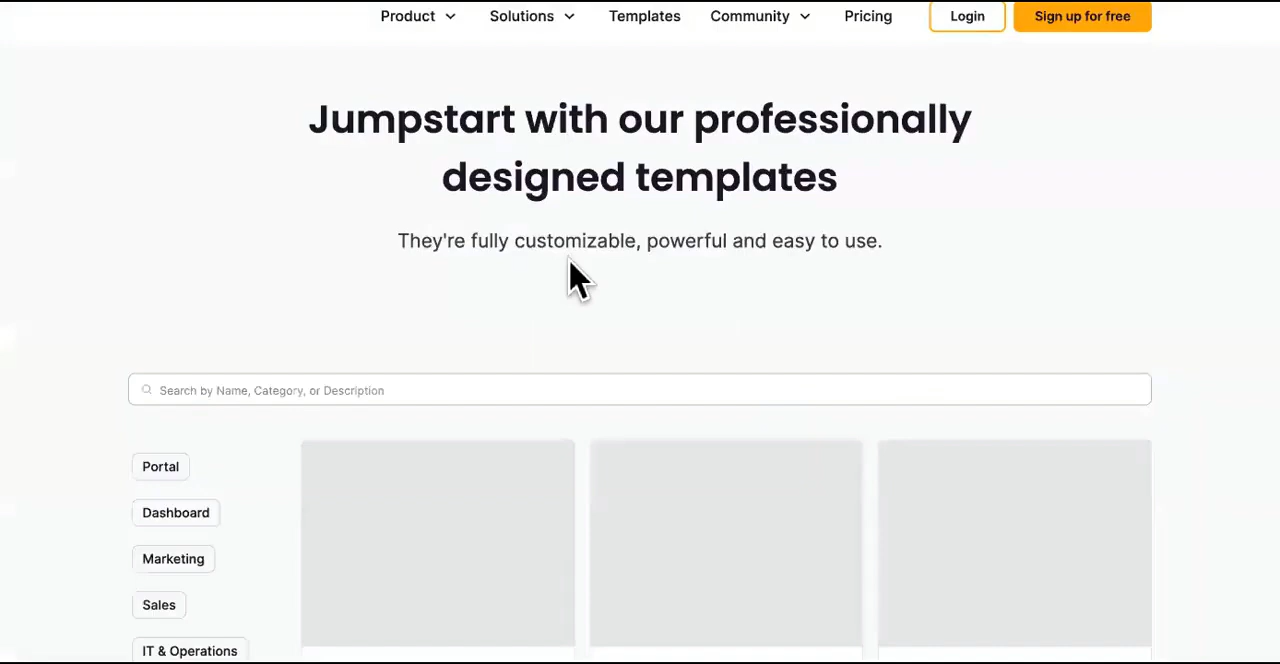 Product Solutions Templates Community Pricing Login Sign up for free
Jumpstart with our professionally
designed templates
They're fully customizable, powerful and easy to use.
Search by Name, Category, or Description
Portal
Dashboard
Marketing
Sales
IT & Operations